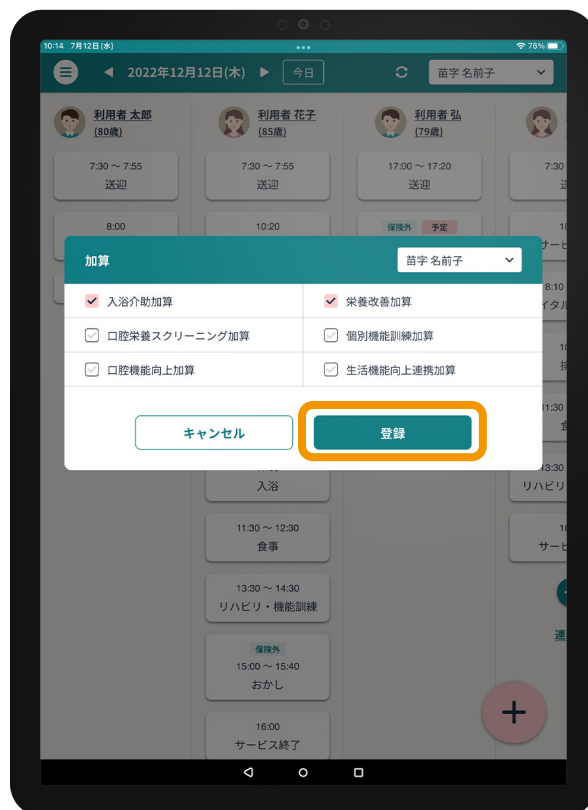 10:14 7月12日(水)
76%
2022年12月12日(木)
今日
苗字 名前子
利用者 太郎
(80歳)
利用者 花子
(85歳)
利用者 弘
(79歳)
7:30 ～ 7:55
送迎
7:30 ～ 7:55
送迎
17:00 ～ 17:20
送迎
7:30
8:00
10:20
保険外 予定
加算
苗字 名前子
入浴介助加算
栄養改善加算
口腔栄養スクリーニング加算
個別機能訓練加算
口腔機能向上加算
生活機能向上連携加算
キャンセル
登録
8:10
11:30
13:30
リハビリ
入浴
11:30 ～ 12:30
食事
13:30 ～ 14:30
リハビリ・機能訓練
保険外
15:00 ～ 15:40
おかし
16:00
サービス終了